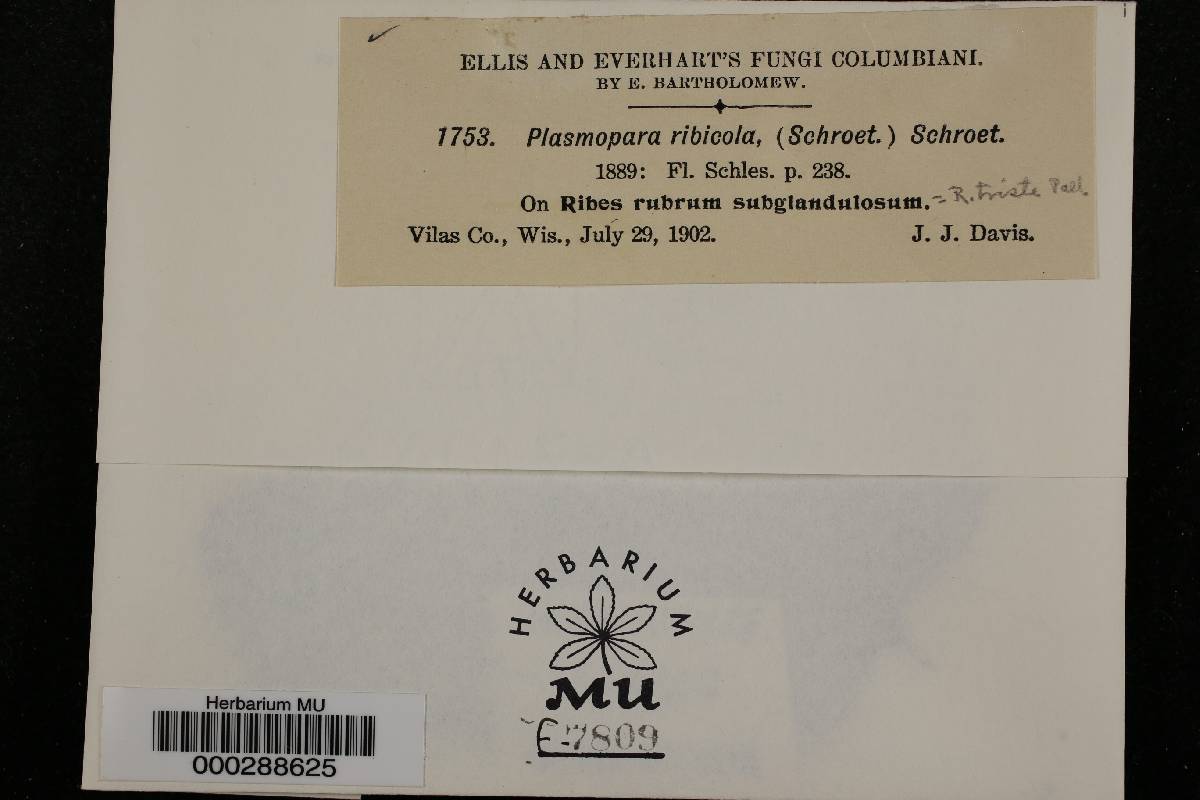 ELLIS AND EVERHART'S FUNGI COLUMBIANI.
BY E. BARTHOLOMEW.
1753. Plasmopara ribicola, (Schroet.) Schroet.
1889: Fl. Schles. p. 238.
On Ribes rubrum subglandulosum. = R. triste Pall.
Vilas Co., Wis., July 29, 1902. J. J. Davis.
HERBARIUM
MU
F-7809
Herbarium MU
000288625